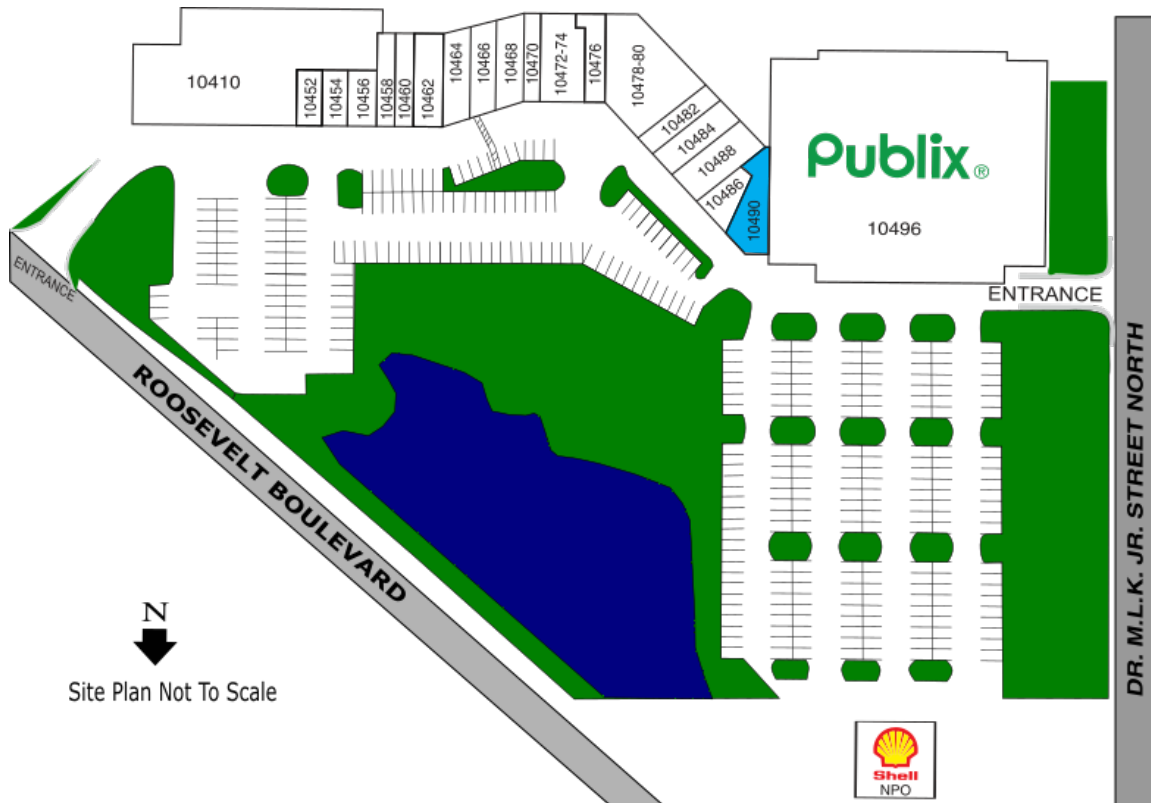 10410
10452
10454
10456
10458
10460
10462
10464
10466
10468
10470
10472-74
10476
10478-80
10482
10484
10488
10486
10490
Publix®
10496
ENTRANCE
ENTRANCE
ROOSEVELT BOULEVARD
DR. M.L.K. JR. STREET NORTH
N
Site Plan Not To Scale
Shell
NPO